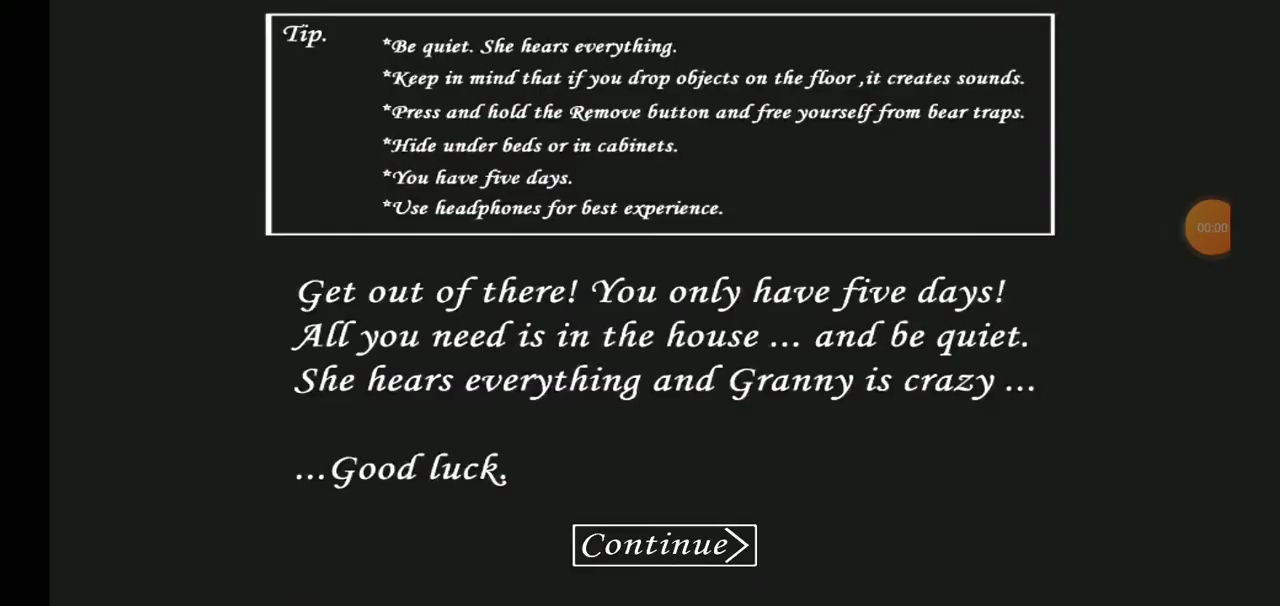 Tip.
*Be quiet. She hears everything.
*Keep in mind that if you drop objects on the floor ,it creates sounds.
*Press and hold the Remove button and free yourself from bear traps.
*Hide under beds or in cabinets.
*You have five days.
*Use headphones for best experience.
00:00
Get out of there! You only have five days!
All you need is in the house ... and be quiet.
She hears everything and Granny is crazy ...
...Good luck.
Continue